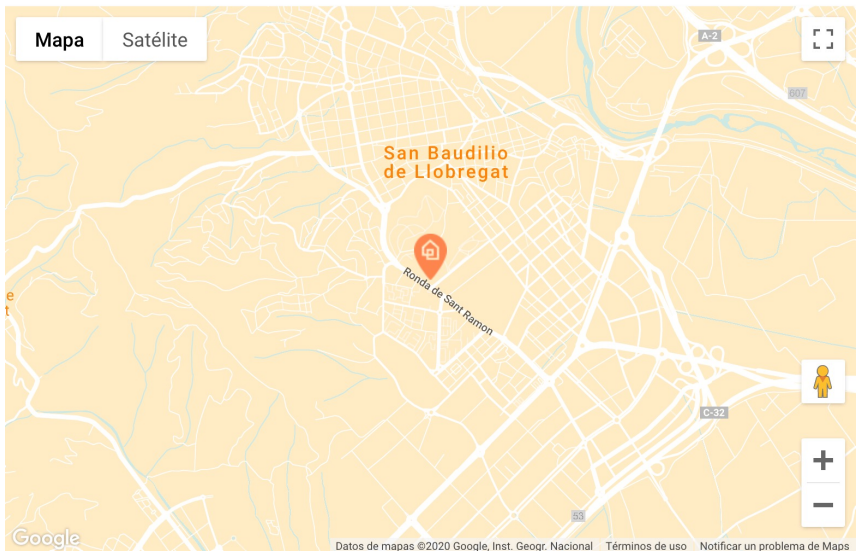 Mapa
Satélite
A-2
607
San Baudilio
de Llobregat
Ronda de Sant Ramon
e
t
C-32
53
Google
Datos de mapas ©2020 Google, Inst. Geogr. Nacional
Términos de uso
Notificar un problema de Maps